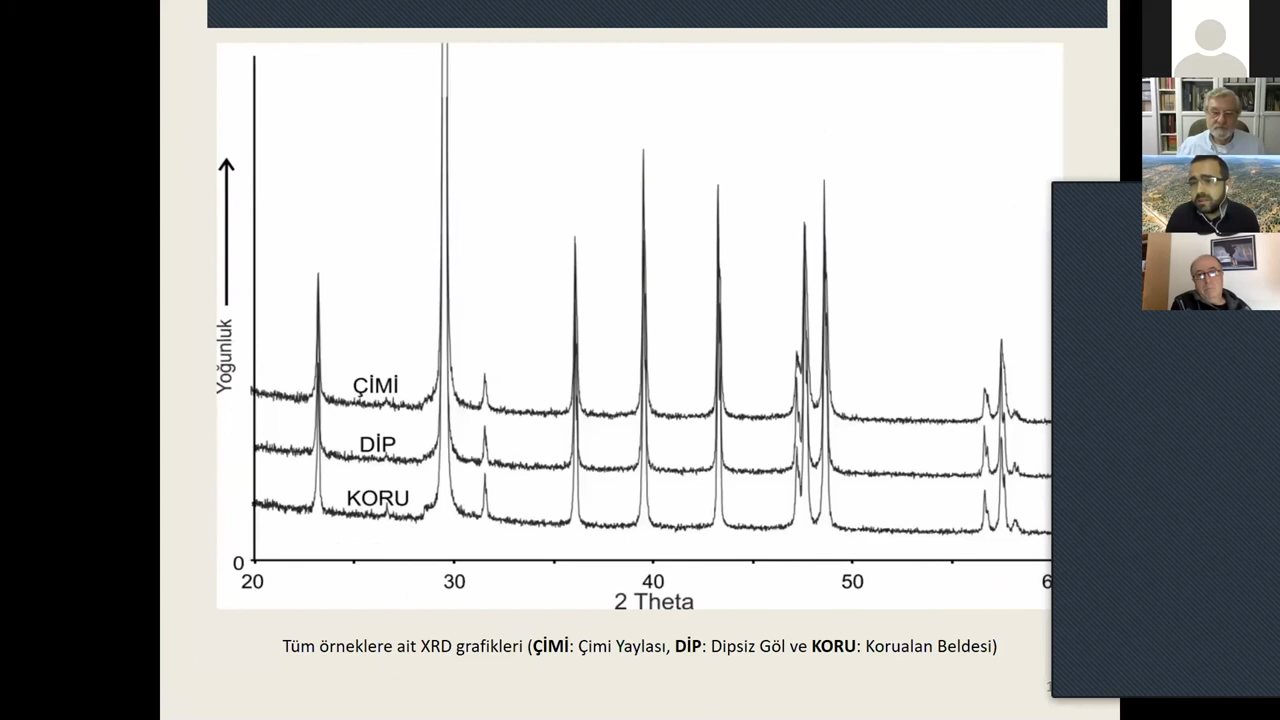 Yoğunluk
ÇİMİ
DİP
KORU
0
20 30 40 50 6
2 Theta
Tüm örneklere ait XRD grafikleri (ÇİMİ: Çimi Yaylası, DİP: Dipsiz Göl ve KORU: Korualan Beldesi)